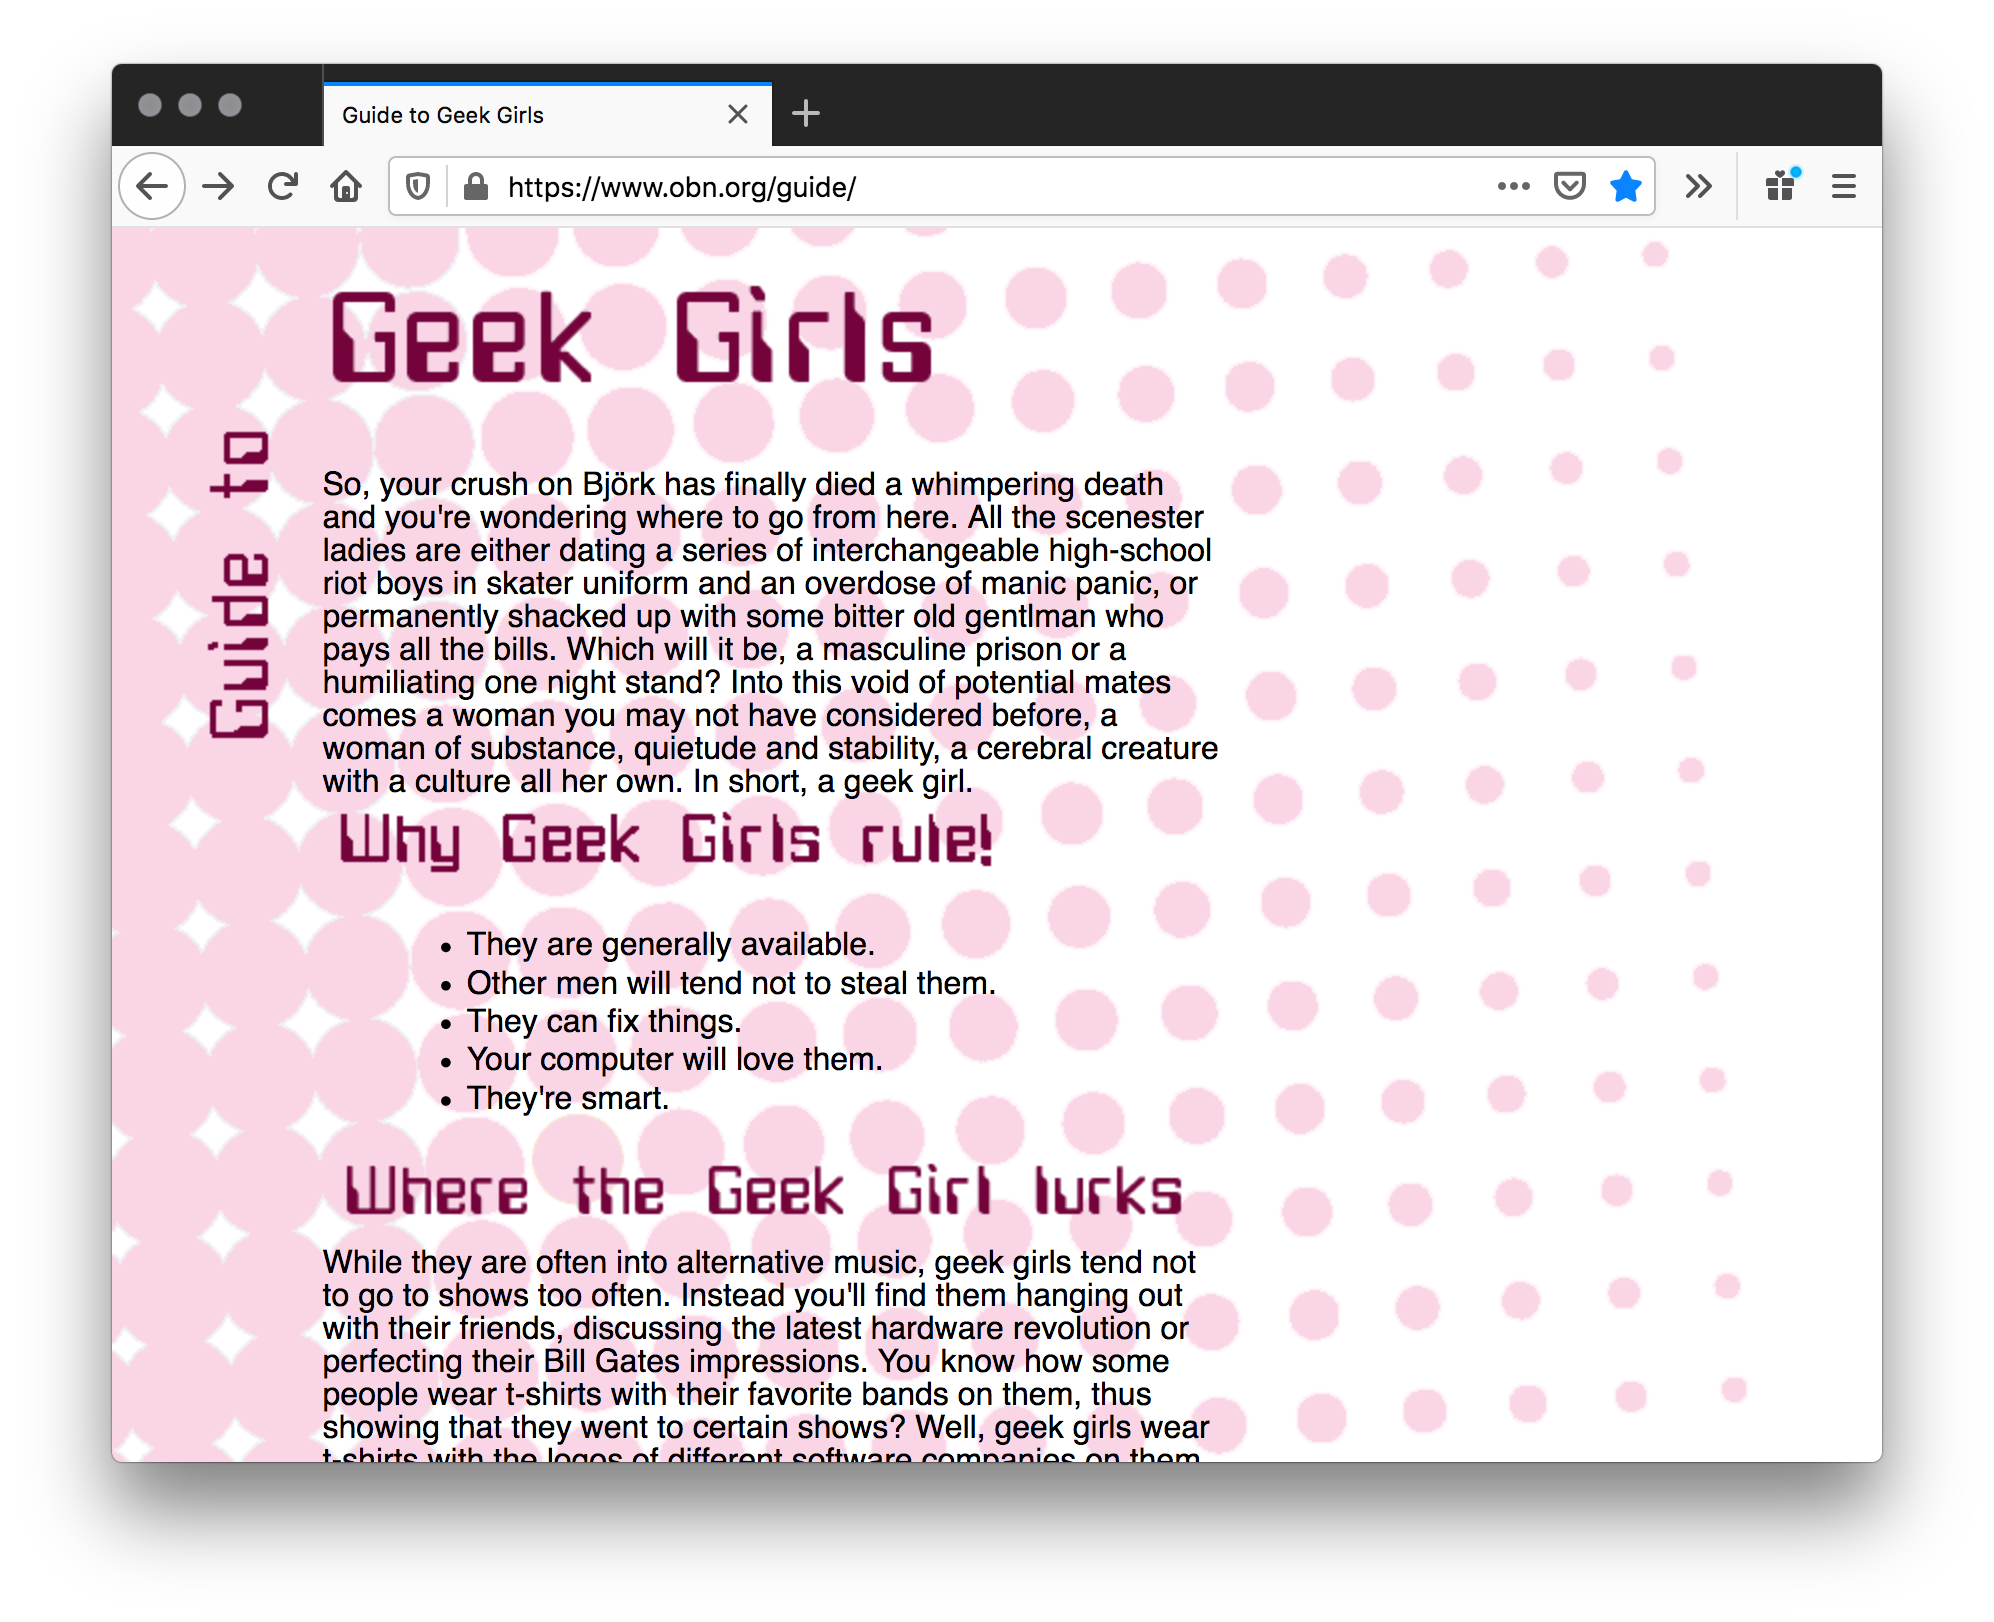 Guide to Geek Girls
https://www.obn.org/guide/
Geek Girls
Guide to
So, your crush on Björk has finally died a whimpering death
and you're wondering where to go from here. All the scenester
ladies are either dating a series of interchangeable high-school
riot boys in skater uniform and an overdose of manic panic, or
permanently shacked up with some bitter old gentlman who
pays all the bills. Which will it be, a masculine prison or a
humiliating one night stand? Into this void of potential mates
comes a woman you may not have considered before, a
woman of substance, quietude and stability, a cerebral creature
with a culture all her own. In short, a geek girl.
Why Geek Girls rule!
• They are generally available.
• Other men will tend not to steal them.
• They can fix things.
• Your computer will love them.
• They're smart.
Where the Geek Girl lurks
While they are often into alternative music, geek girls tend not
to go to shows too often. Instead you'll find them hanging out
with their friends, discussing the latest hardware revolution or
perfecting their Bill Gates impressions. You know how some
people wear t-shirts with their favorite bands on them, thus
showing that they went to certain shows? Well, geek girls wear
t-shirts with the logos of different software companies on them